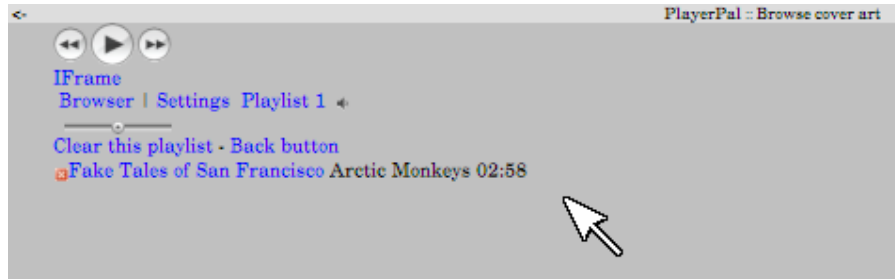 <- PlayerPal :: Browse cover art
IFrame
Browser | Settings Playlist 1
Clear this playlist - Back button
Fake Tales of San Francisco Arctic Monkeys 02:58